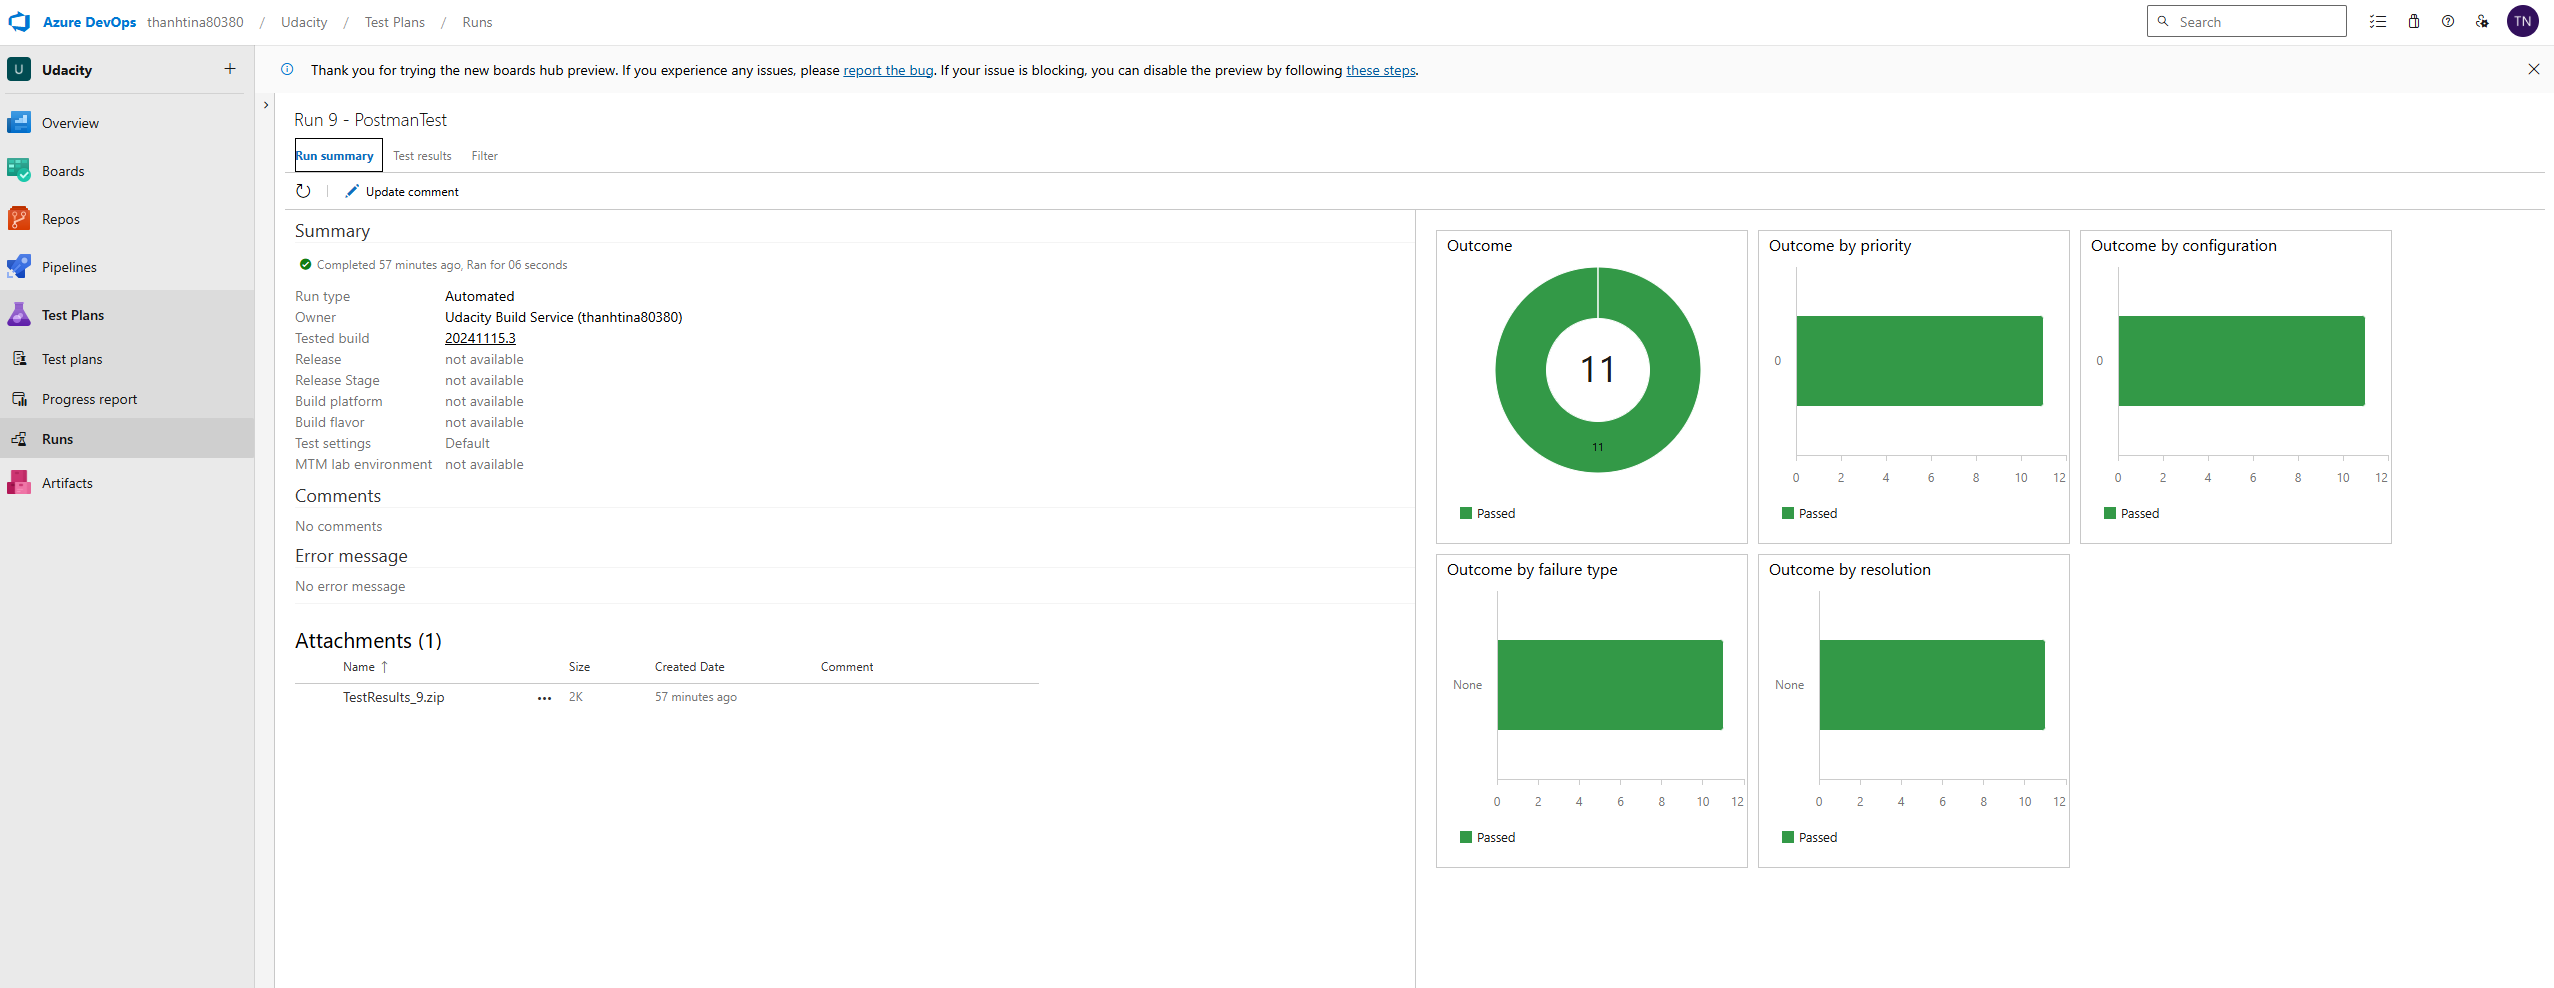 Azure DevOps thanhtina80380 / Udacity / Test Plans / Runs
Search
TN
U Udacity +
Thank you for trying the new boards hub preview. If you experience any issues, please report the bug. If your issue is blocking, you can disable the preview by following these steps.
Overview
Boards
Repos
Pipelines
Test Plans
Test plans
Progress report
Runs
Artifacts
Run 9 - PostmanTest
Run summary Test results Filter
Update comment
Summary
Completed 57 minutes ago, Ran for 06 seconds
Run type Automated
Owner Udacity Build Service (thanhtina80380)
Tested build 20241115.3
Release not available
Release Stage not available
Build platform not available
Build flavor not available
Test settings Default
MTM lab environment not available
Comments
No comments
Error message
No error message
Attachments (1)
Name ↑ Size Created Date Comment
TestResults_9.zip ... 2K 57 minutes ago
Outcome
11
11
Passed
Outcome by priority
0
0 2 4 6 8 10 12
Passed
Outcome by configuration
0
0 2 4 6 8 10 12
Passed
Outcome by failure type
None
0 2 4 6 8 10 12
Passed
Outcome by resolution
None
0 2 4 6 8 10 12
Passed